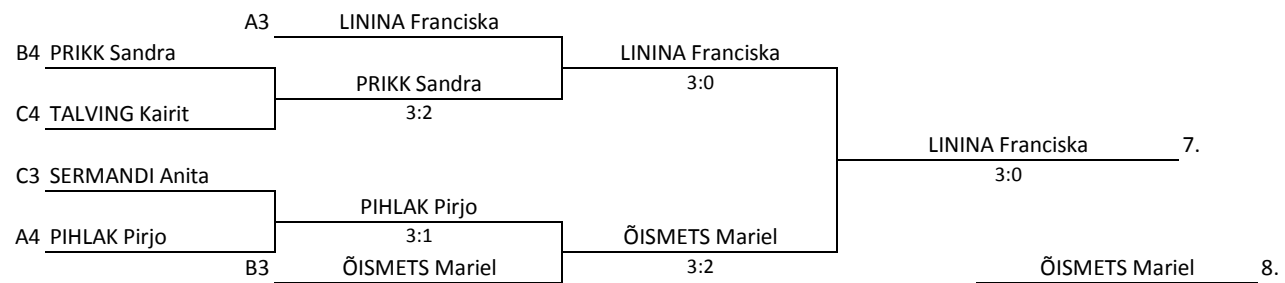 A3 LININA Franciska
B4 PRIKK Sandra LININA Franciska
PRIKK Sandra 3:0
C4 TALVING Kairit 3:2
LININA Franciska 7.
C3 SERMANDI Anita 3:0
PIHLAK Pirjo
A4 PIHLAK Pirjo 3:1 ÕISMETS Mariel
B3 ÕISMETS Mariel 3:2 ÕISMETS Mariel 8.